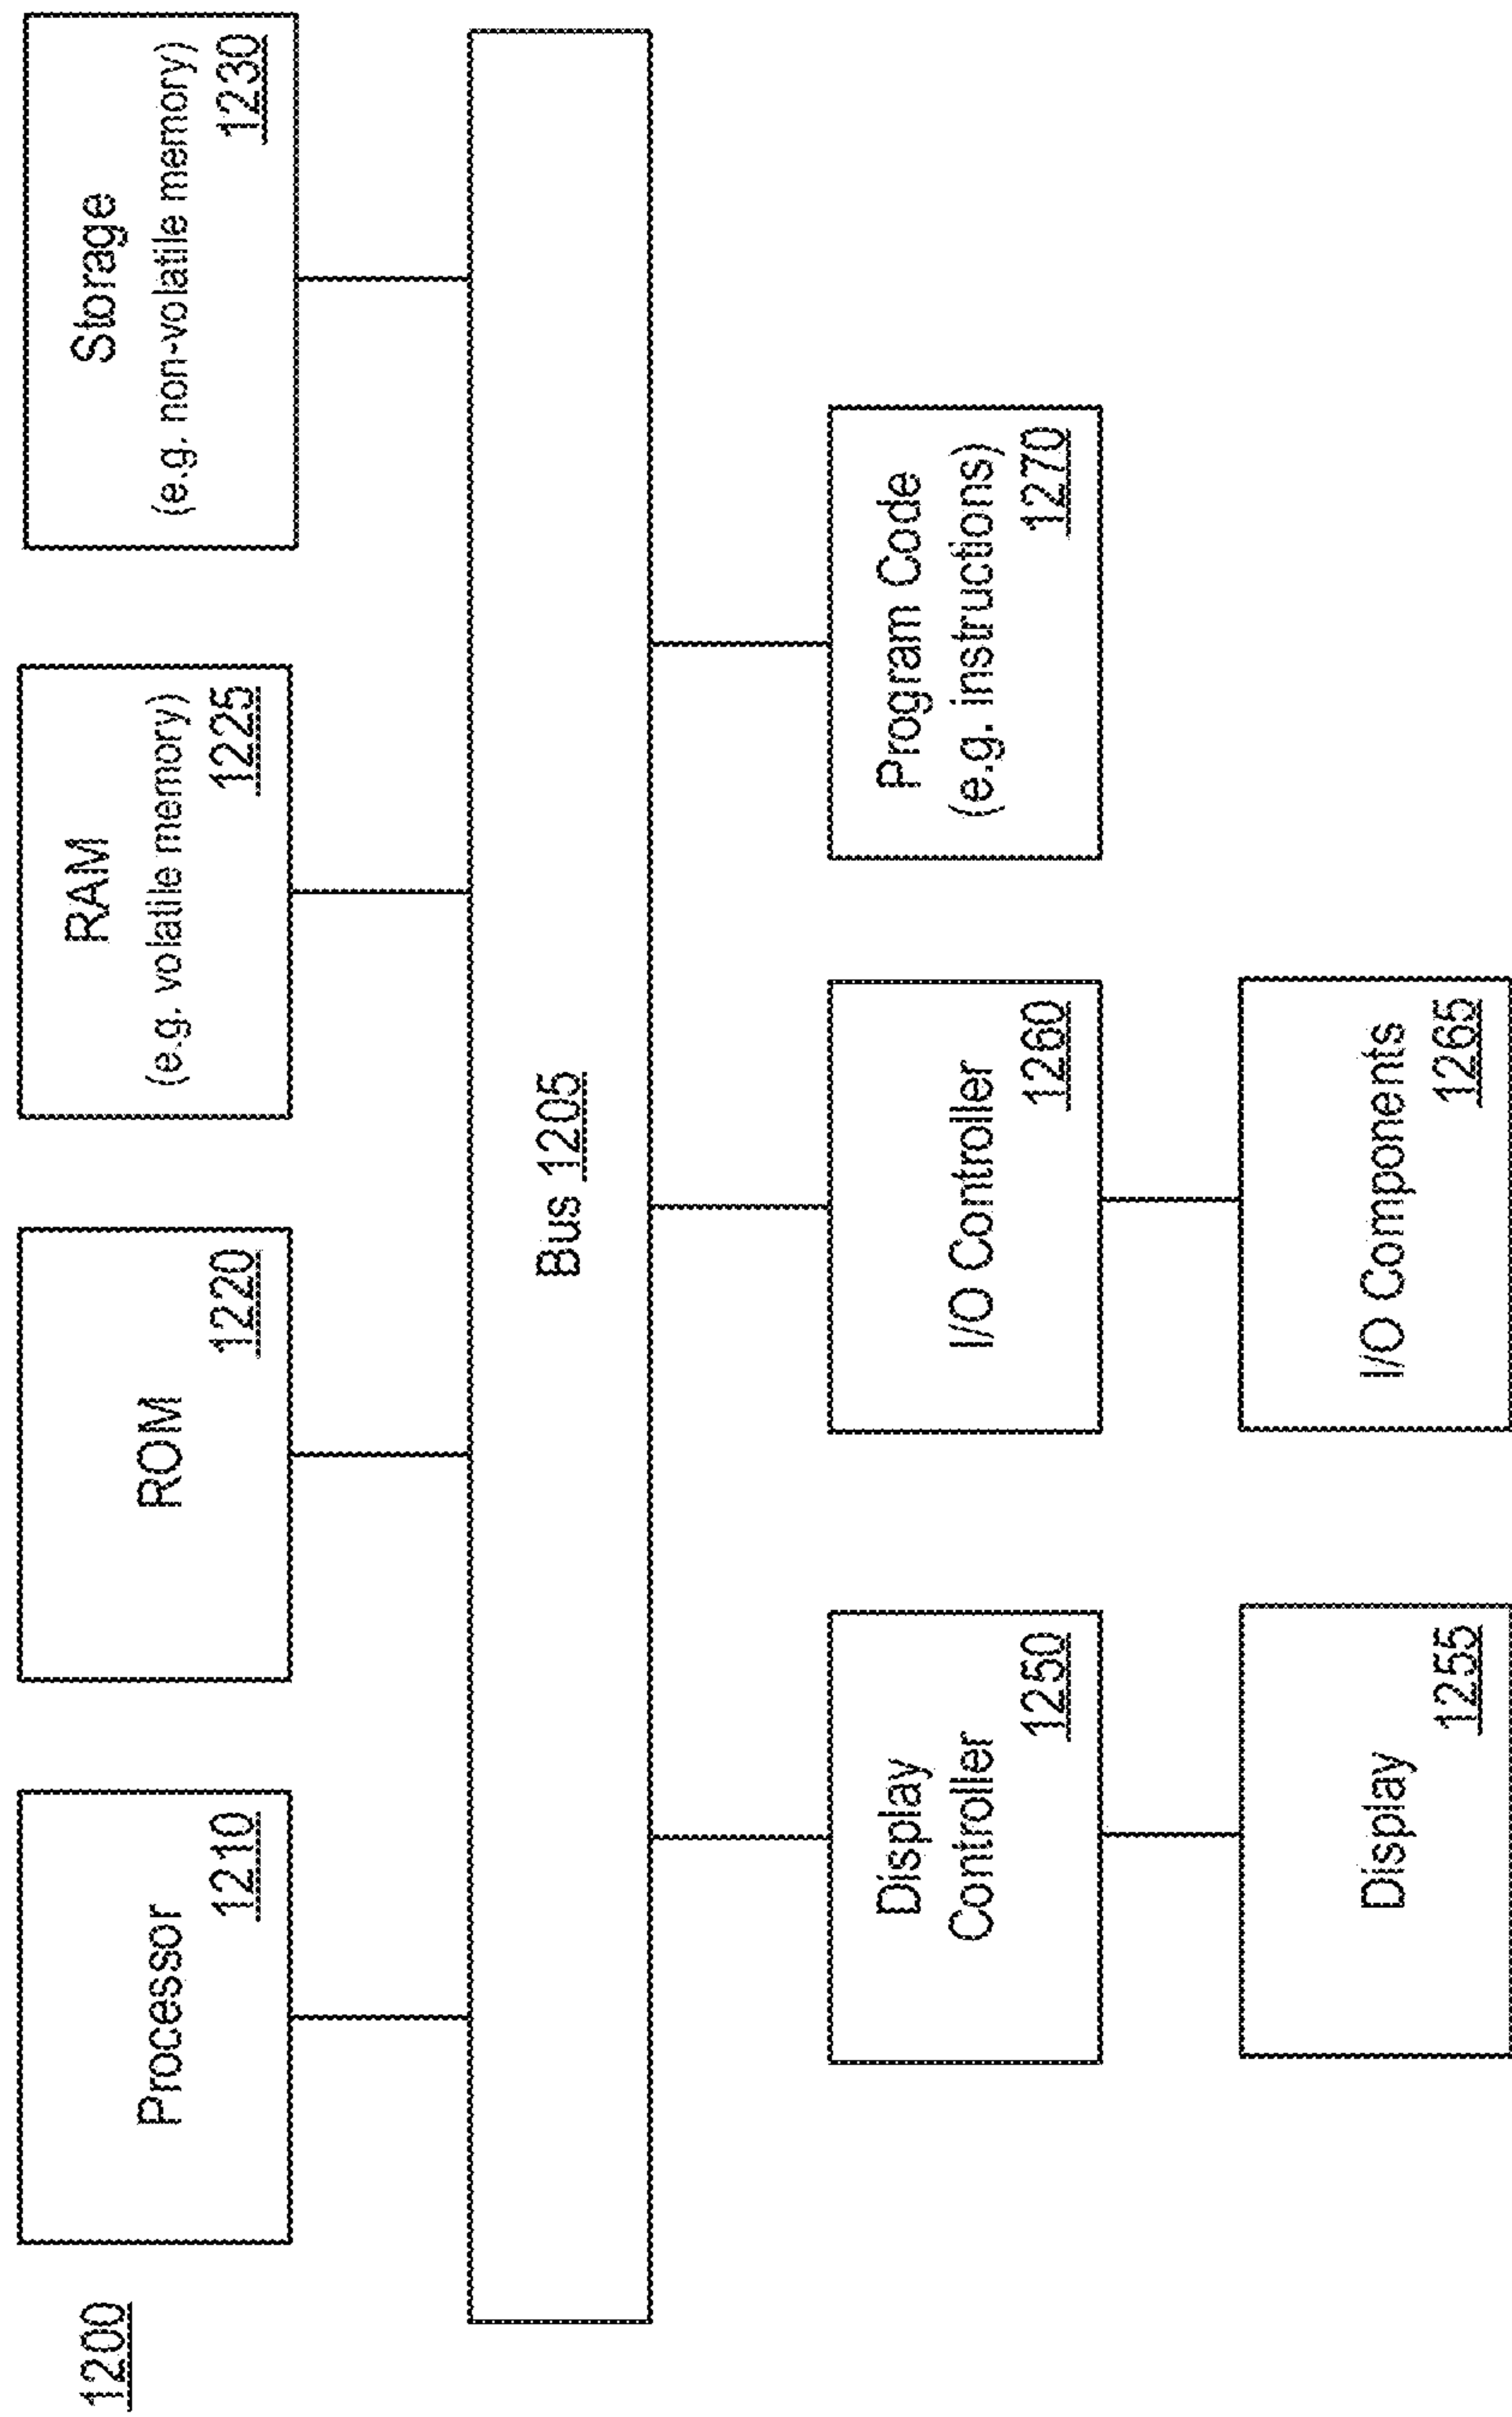 1200
Processor
1210
ROM
1220
RAM
(e.g. volatile memory)
1225
Storage
(e.g. non-volatile memory)
1230
Bus 1205
Display
Controller
1250
I/O Controller
1260
Program Code
(e.g. instructions)
1270
Display
1255
I/O Components
1265